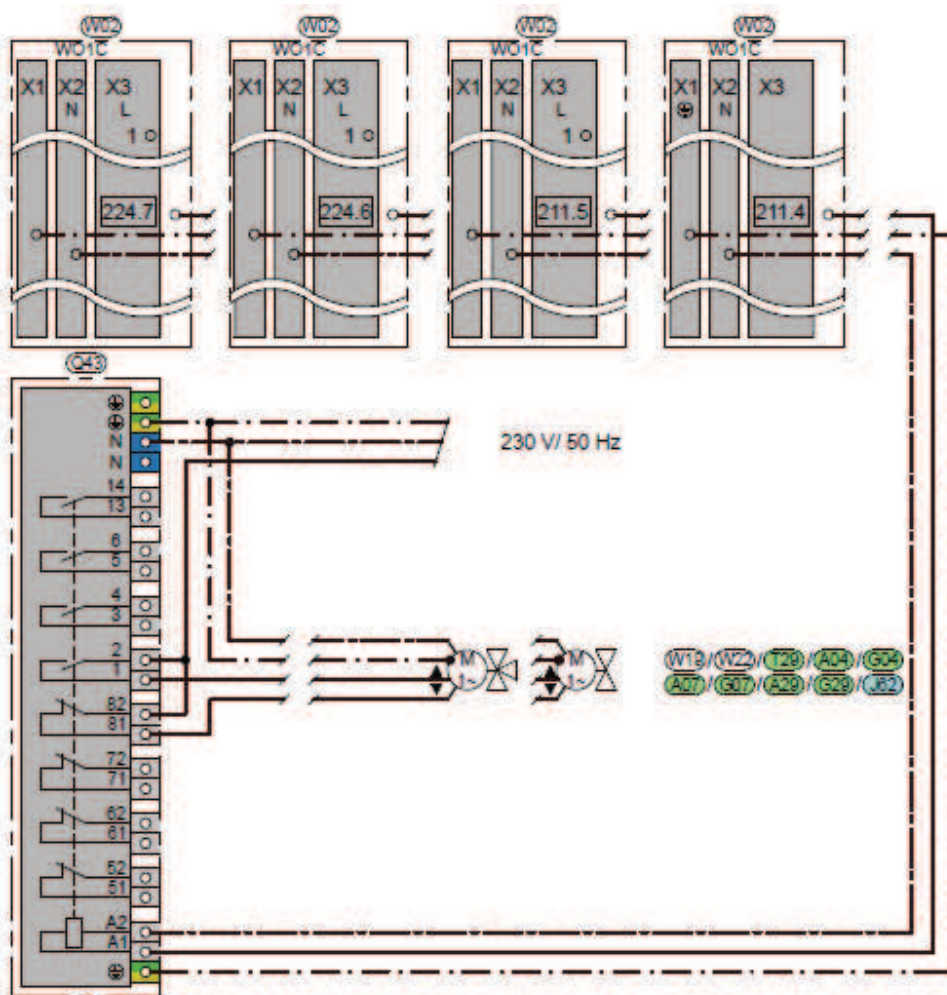 W02 W02 W02 W02
WO1C WO1C WO1C WO1C
X1 X2 X3 X1 X2 X3 X1 X2 X3 X1 X2 X3
N L N L N L N
1 1 1
224.7 224.6 211.5 211.4
Q43
N 230 V/ 50 Hz
N
14
13
6
5
4
3
2 M M W19/W22/T29/A04/G04
1 1~ 1~ A07/G07/A29/G29/J62
82
81
72
71
62
61
52
51
A2
A1